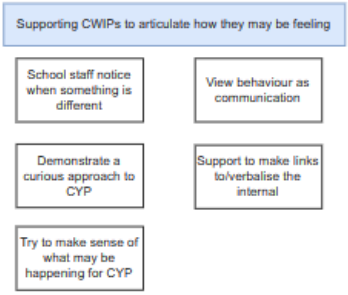 Supporting CWIPs to articulate how they may be feeling
School staff notice
when something is
different
View behaviour as
communication
Demonstrate a
curious approach to
CYP
Support to make links
to/verbalise the
internal
Try to make sense of
what may be
happening for CYP